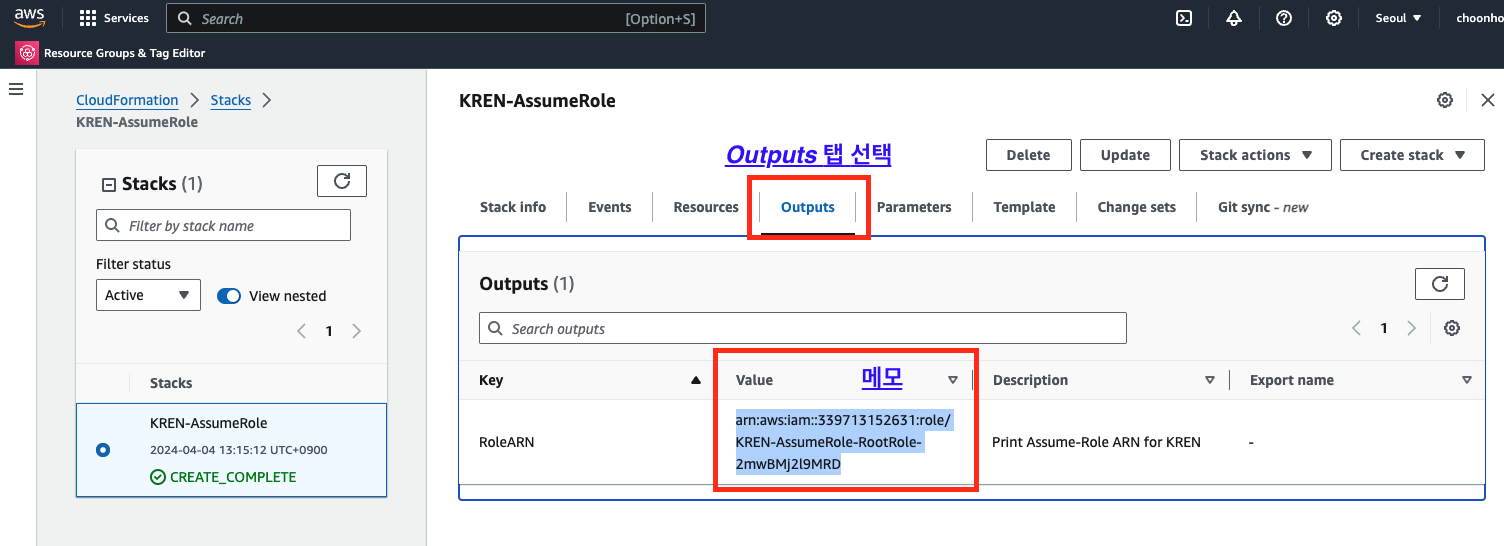 aws
Services
Search
[Option+S]
Seoul
choonho
Resource Groups & Tag Editor
CloudFormation
Stacks
KREN-AssumeRole
Stacks (1)
Filter by stack name
Filter status
Active
View nested
1
Stacks
KREN-AssumeRole
2024-04-04 13:15:12 UTC+0900
CREATE_COMPLETE
KREN-AssumeRole
Outputs 탭 선택
Delete
Update
Stack actions
Create stack
Stack info
Events
Resources
Outputs
Parameters
Template
Change sets
Git sync - new
Outputs (1)
Search outputs
1
Key
Value
메모
Description
Export name
RoleARN
arn:aws:iam::339713152631:role/
KREN-AssumeRole-RootRole-
2mwBMj2l9MRD
Print Assume-Role ARN for KREN
-